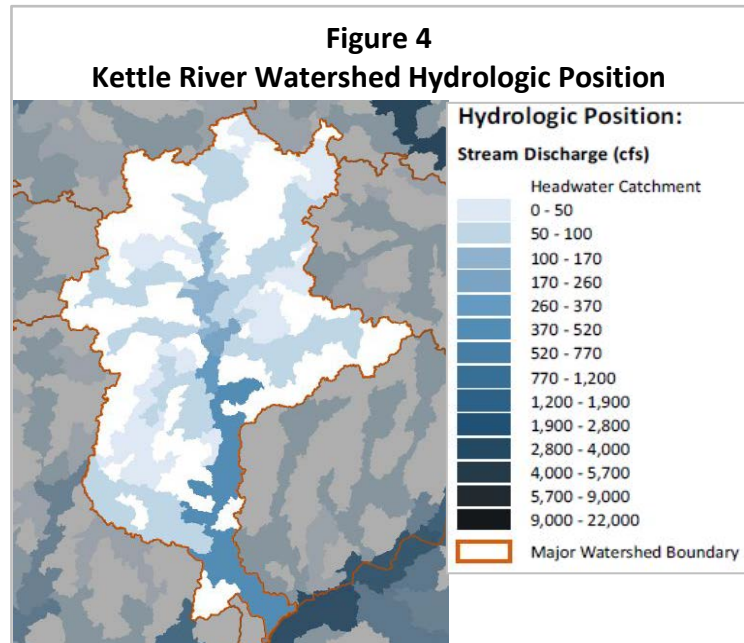 Figure 4
Kettle River Watershed Hydrologic Position
Hydrologic Position:
Stream Discharge (cfs)
Headwater Catchment
0 - 50
50 - 100
100 - 170
170 - 260
260 - 370
370 - 520
520 - 770
770 - 1,200
1,200 - 1,900
1,900 - 2,800
2,800 - 4,000
4,000 - 5,700
5,700 - 9,000
9,000 - 22,000
Major Watershed Boundary